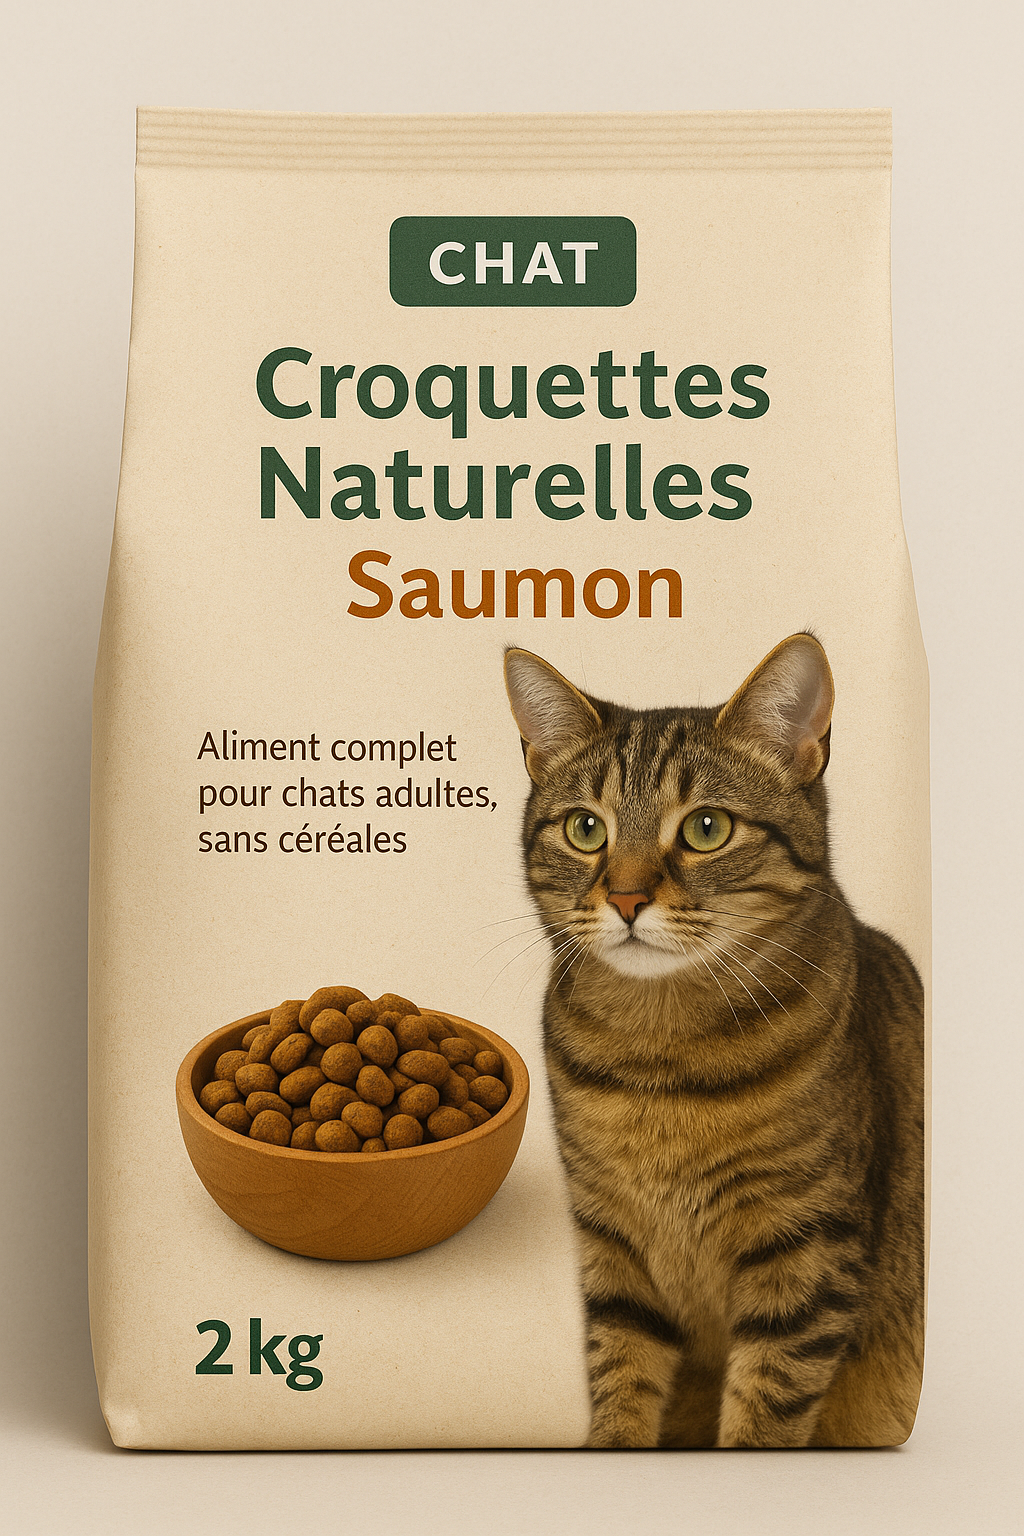 CHAT
Croquettes
Naturelles
Saumon
Aliment complet
pour chats adultes,
sans céréales
2 kg